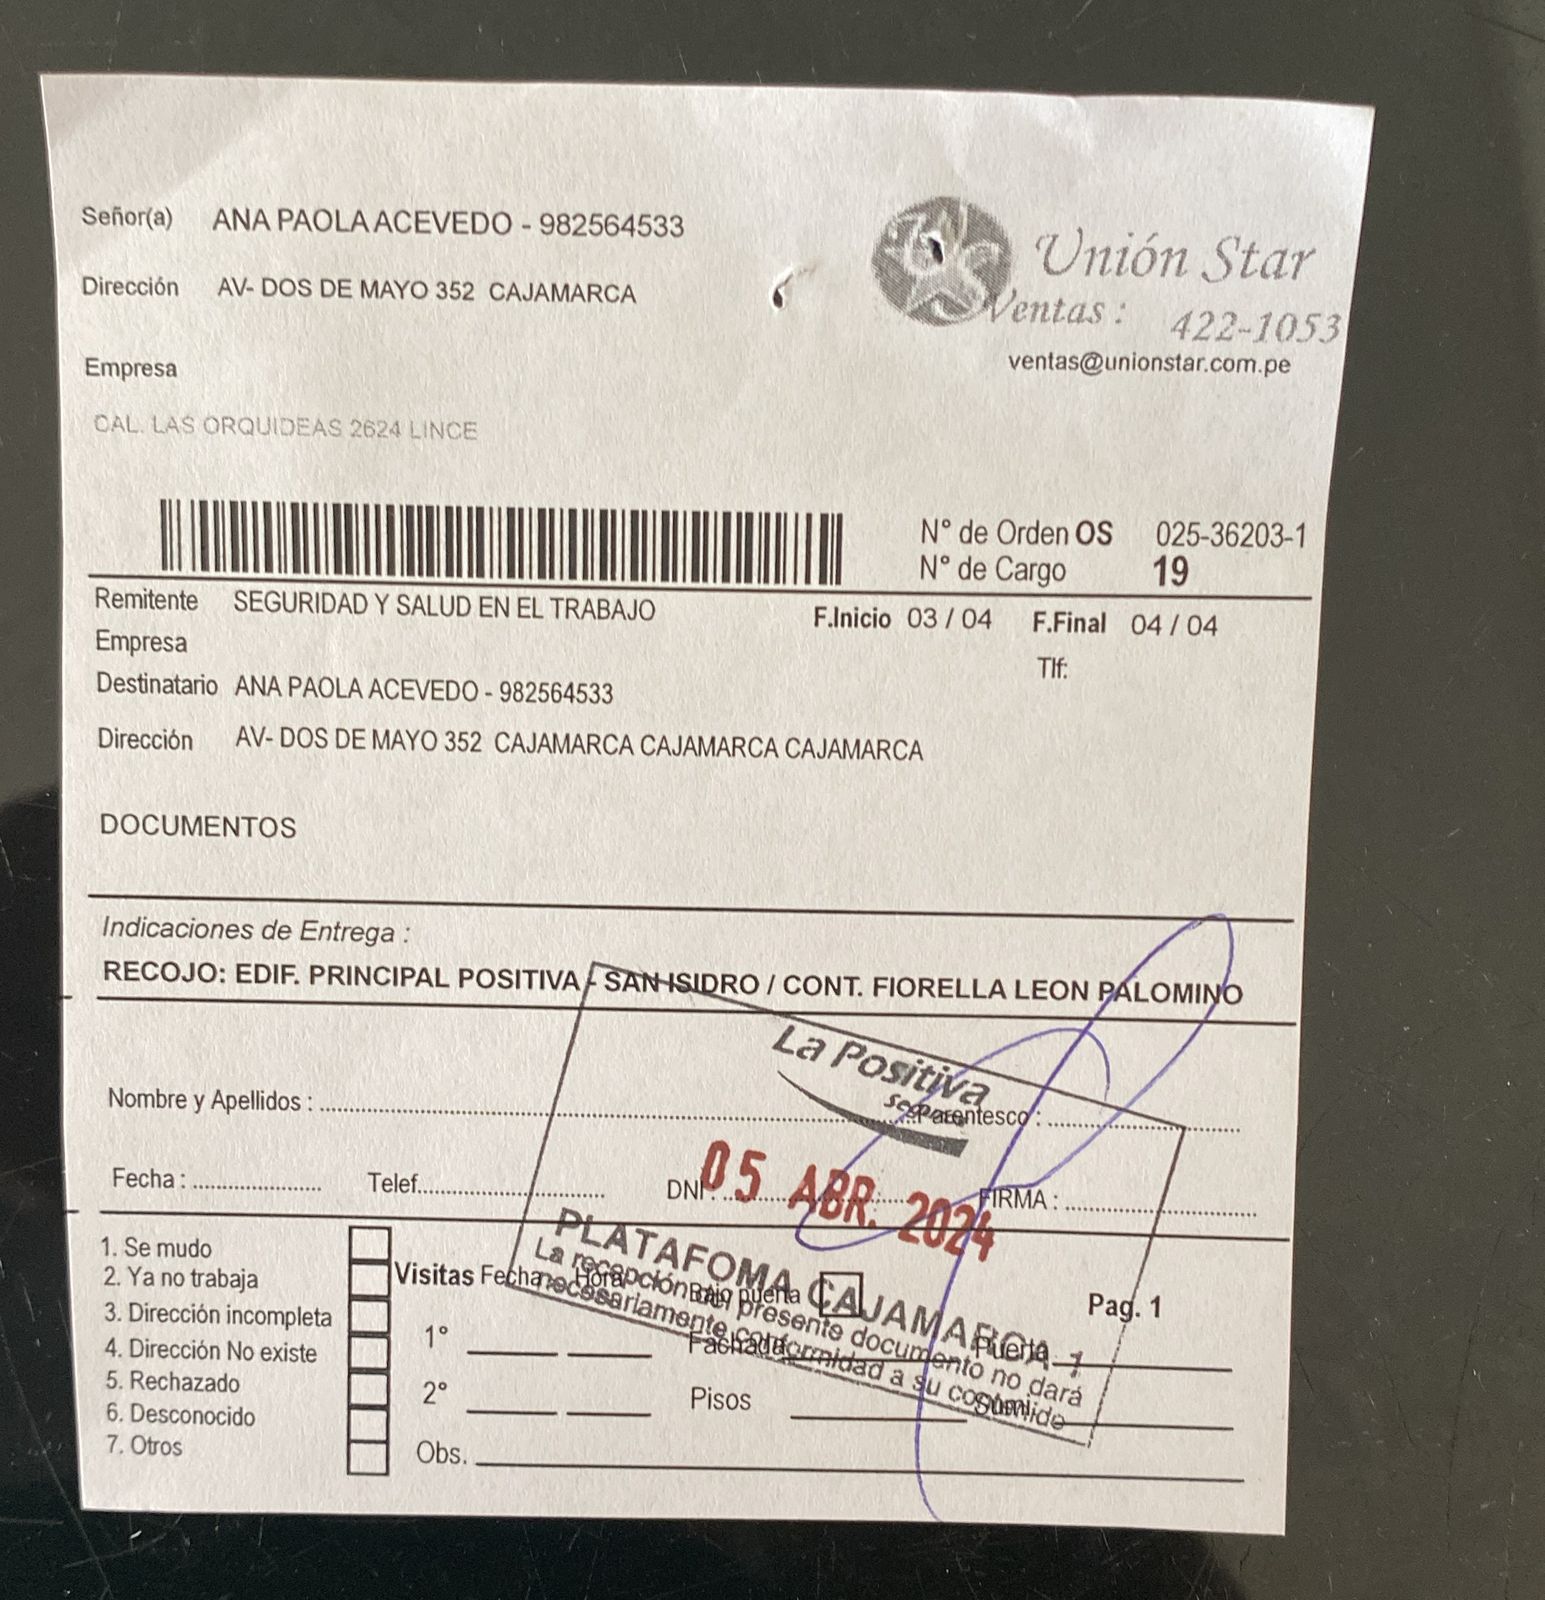 Señor(a) ANA PAOLA ACEVEDO - 982564533
Dirección AV- DOS DE MAYO 352 CAJAMARCA
Unión Star
Ventas : 422-1053
ventas@unionstar.com.pe
Empresa
CAL. LAS ORQUIDEAS 2624 LINCE
N° de Orden OS 025-36203-1
N° de Cargo 19
Remitente SEGURIDAD Y SALUD EN EL TRABAJO F.Inicio 03 / 04 F.Final 04 / 04
Empresa
Tlf:
Destinatario ANA PAOLA ACEVEDO - 982564533
Dirección AV- DOS DE MAYO 352 CAJAMARCA CAJAMARCA CAJAMARCA
DOCUMENTOS
Indicaciones de Entrega :
RECOJO: EDIF. PRINCIPAL POSITIVA - SAN ISIDRO / CONT. FIORELLA LEON PALOMINO
La Positiva
Nombre y Apellidos : Parentesco :
Fecha : Telef. DNI : FIRMA :
05 ABR. 2024
PLATAFOMA CAJAMARCA 1
La recepción del presente documento no dará
necesariamente conformidad a su contenido
1. Se mudo
2. Ya no trabaja
3. Dirección incompleta
4. Dirección No existe
5. Rechazado
6. Desconocido
7. Otros
Visitas Fecha Hora Bajo puerta Pag. 1
1° Fachada Puerta
2° Pisos Sumi
Obs.